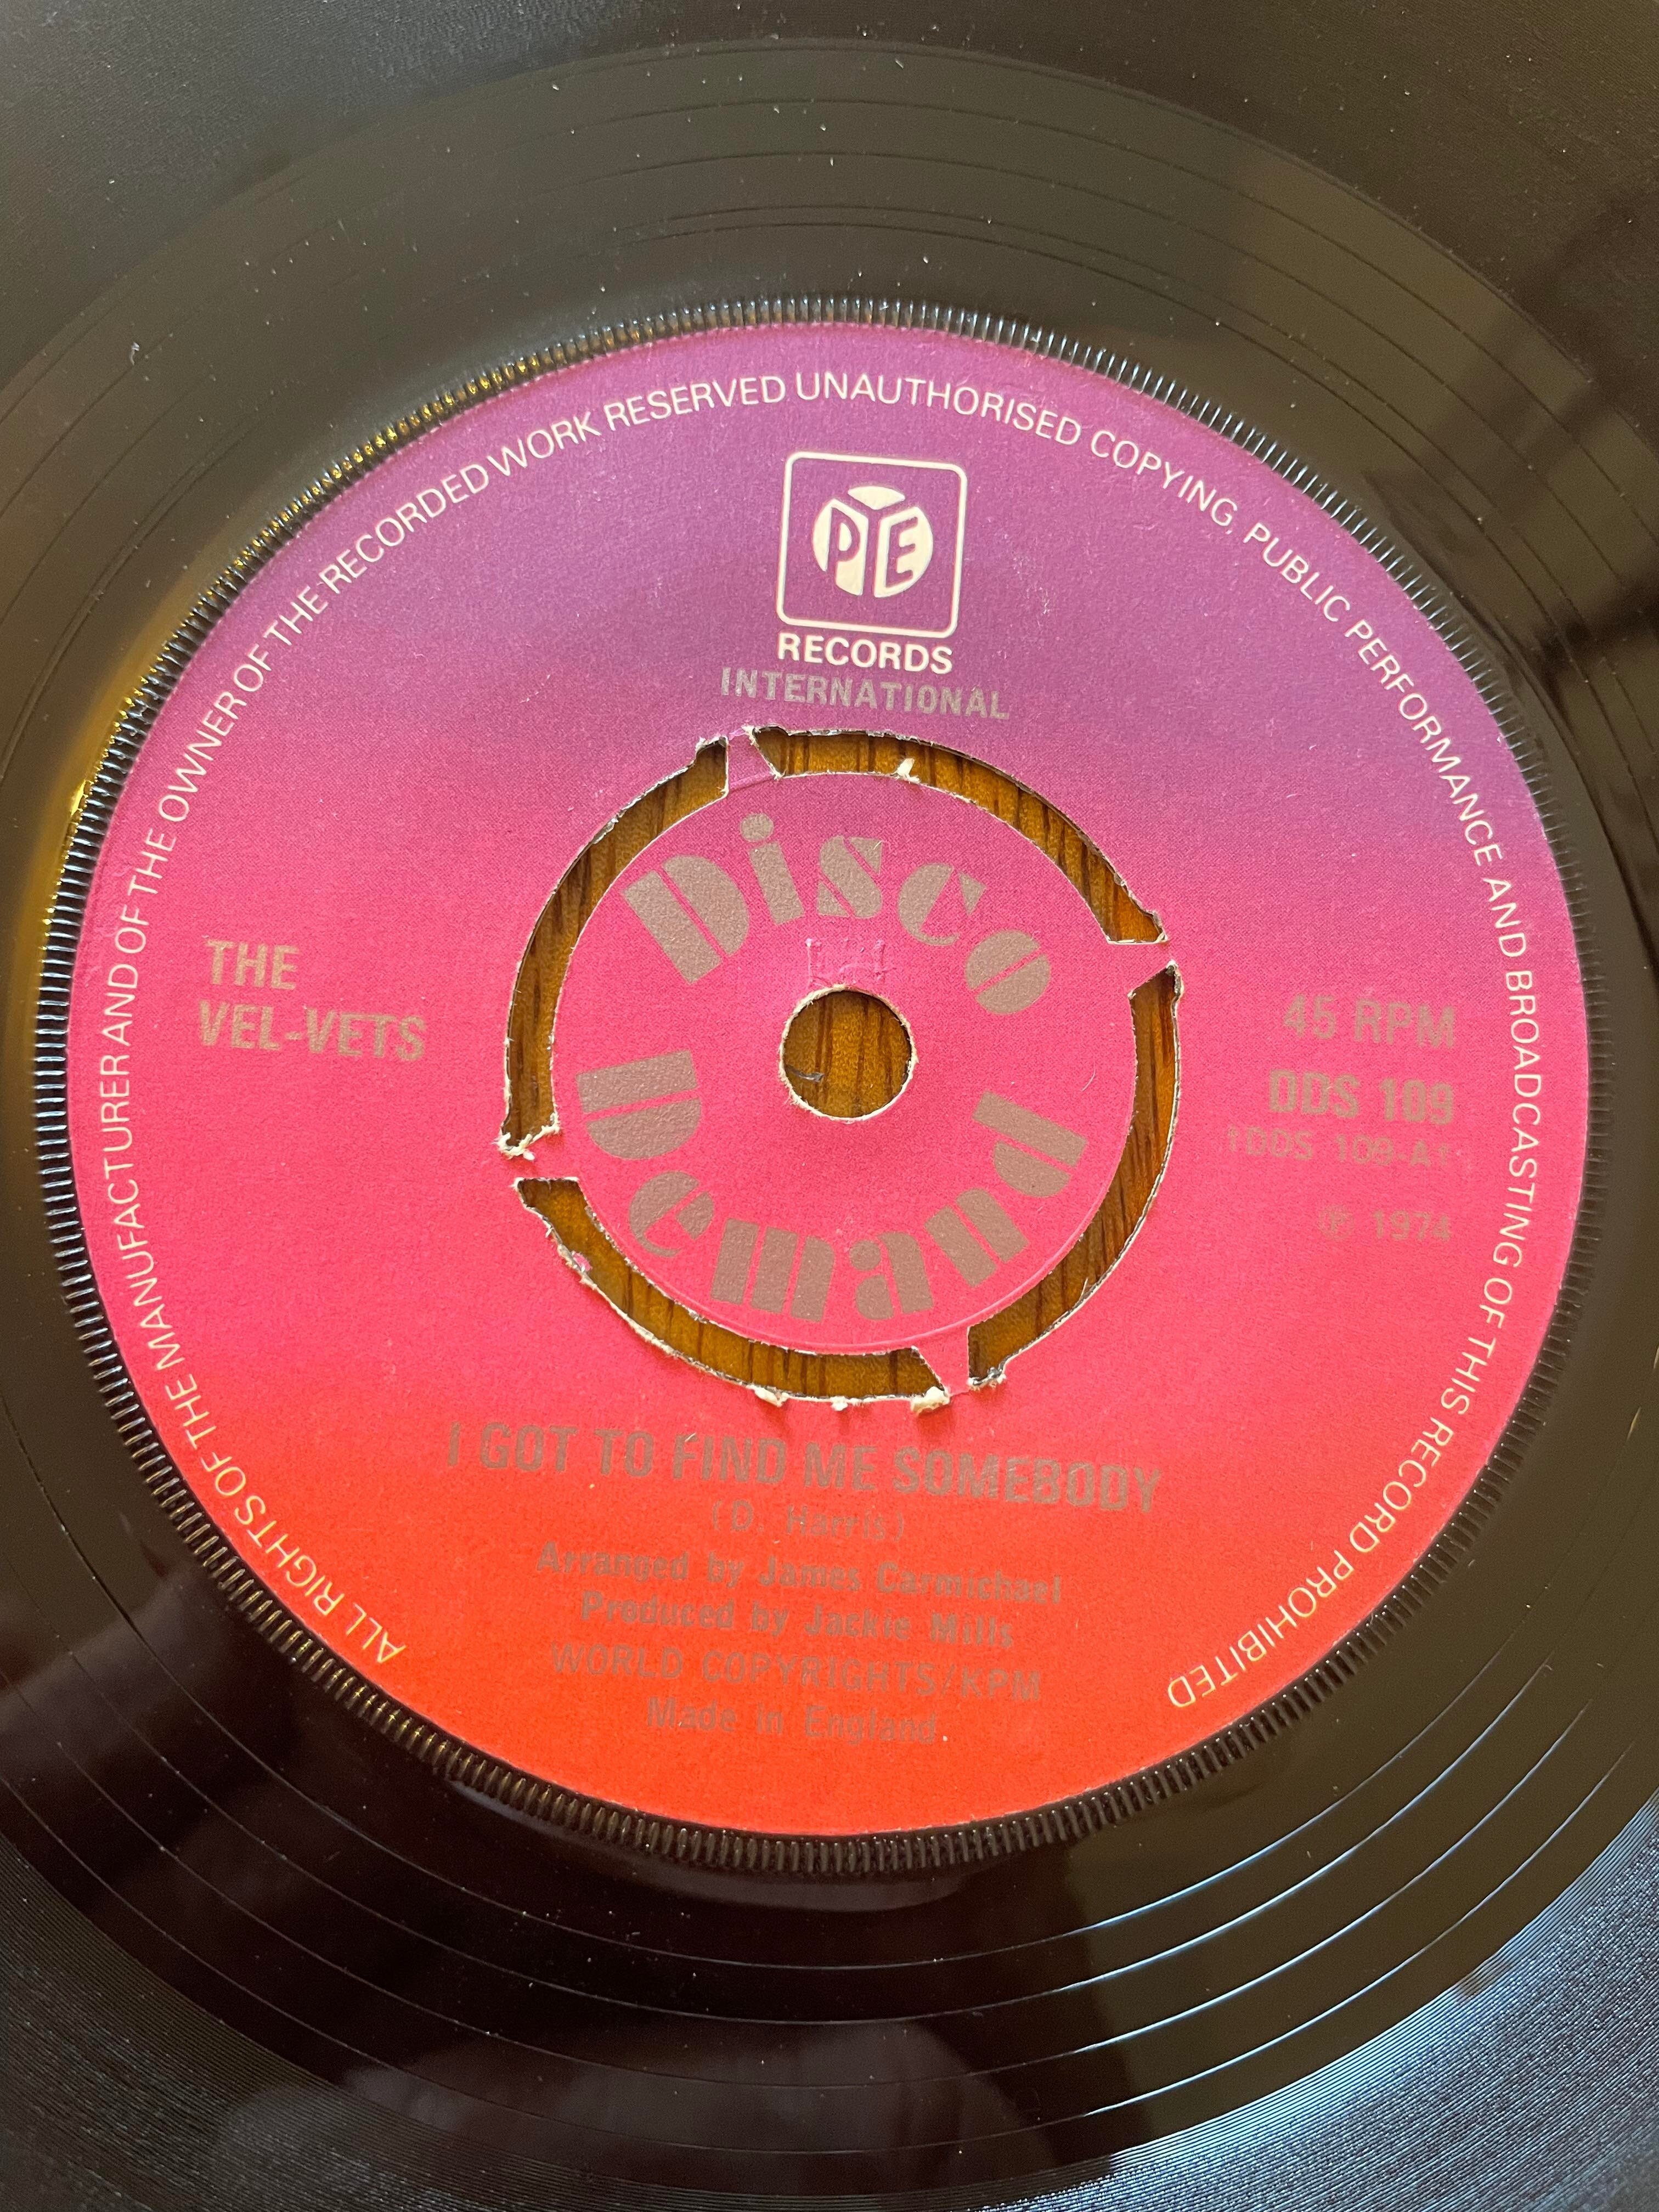 ALL RIGHTS OF THE MANUFACTURER AND OF THE OWNER OF THE RECORDED WORK RESERVED UNAUTHORISED COPYING, PUBLIC PERFORMANCE AND BROADCASTING OF THIS RECORD PROHIBITED
PYE
RECORDS
INTERNATIONAL
Disco
Demand
THE
VEL-VETS
45 RPM
DDS 109
(DDS 109-A)
℗ 1974
I GOT TO FIND ME SOMEBODY
(D. Harris)
Arranged by James Carmichael
Produced by Jackie Mills
WORLD COPYRIGHTS/KPM
Made in England.